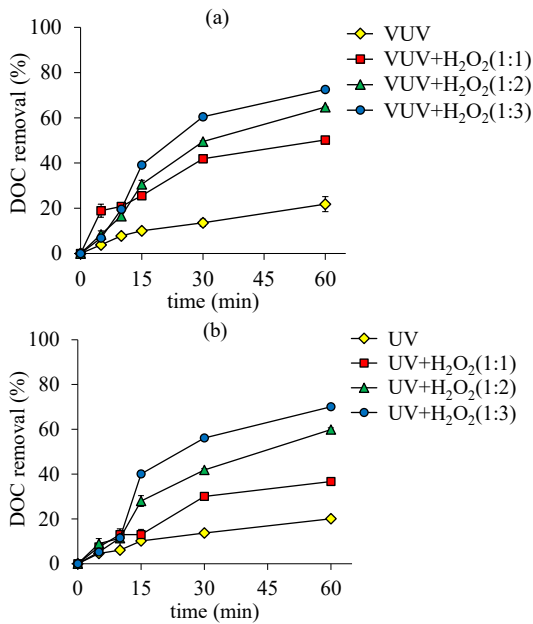 (a)
100
80
60
40
20
0
DOC removal (%)
0 15 30 45 60
time (min)
VUV
VUV+H₂O₂(1:1)
VUV+H₂O₂(1:2)
VUV+H₂O₂(1:3)
(b)
100
80
60
40
20
0
DOC removal (%)
0 15 30 45 60
time (min)
UV
UV+H₂O₂(1:1)
UV+H₂O₂(1:2)
UV+H₂O₂(1:3)